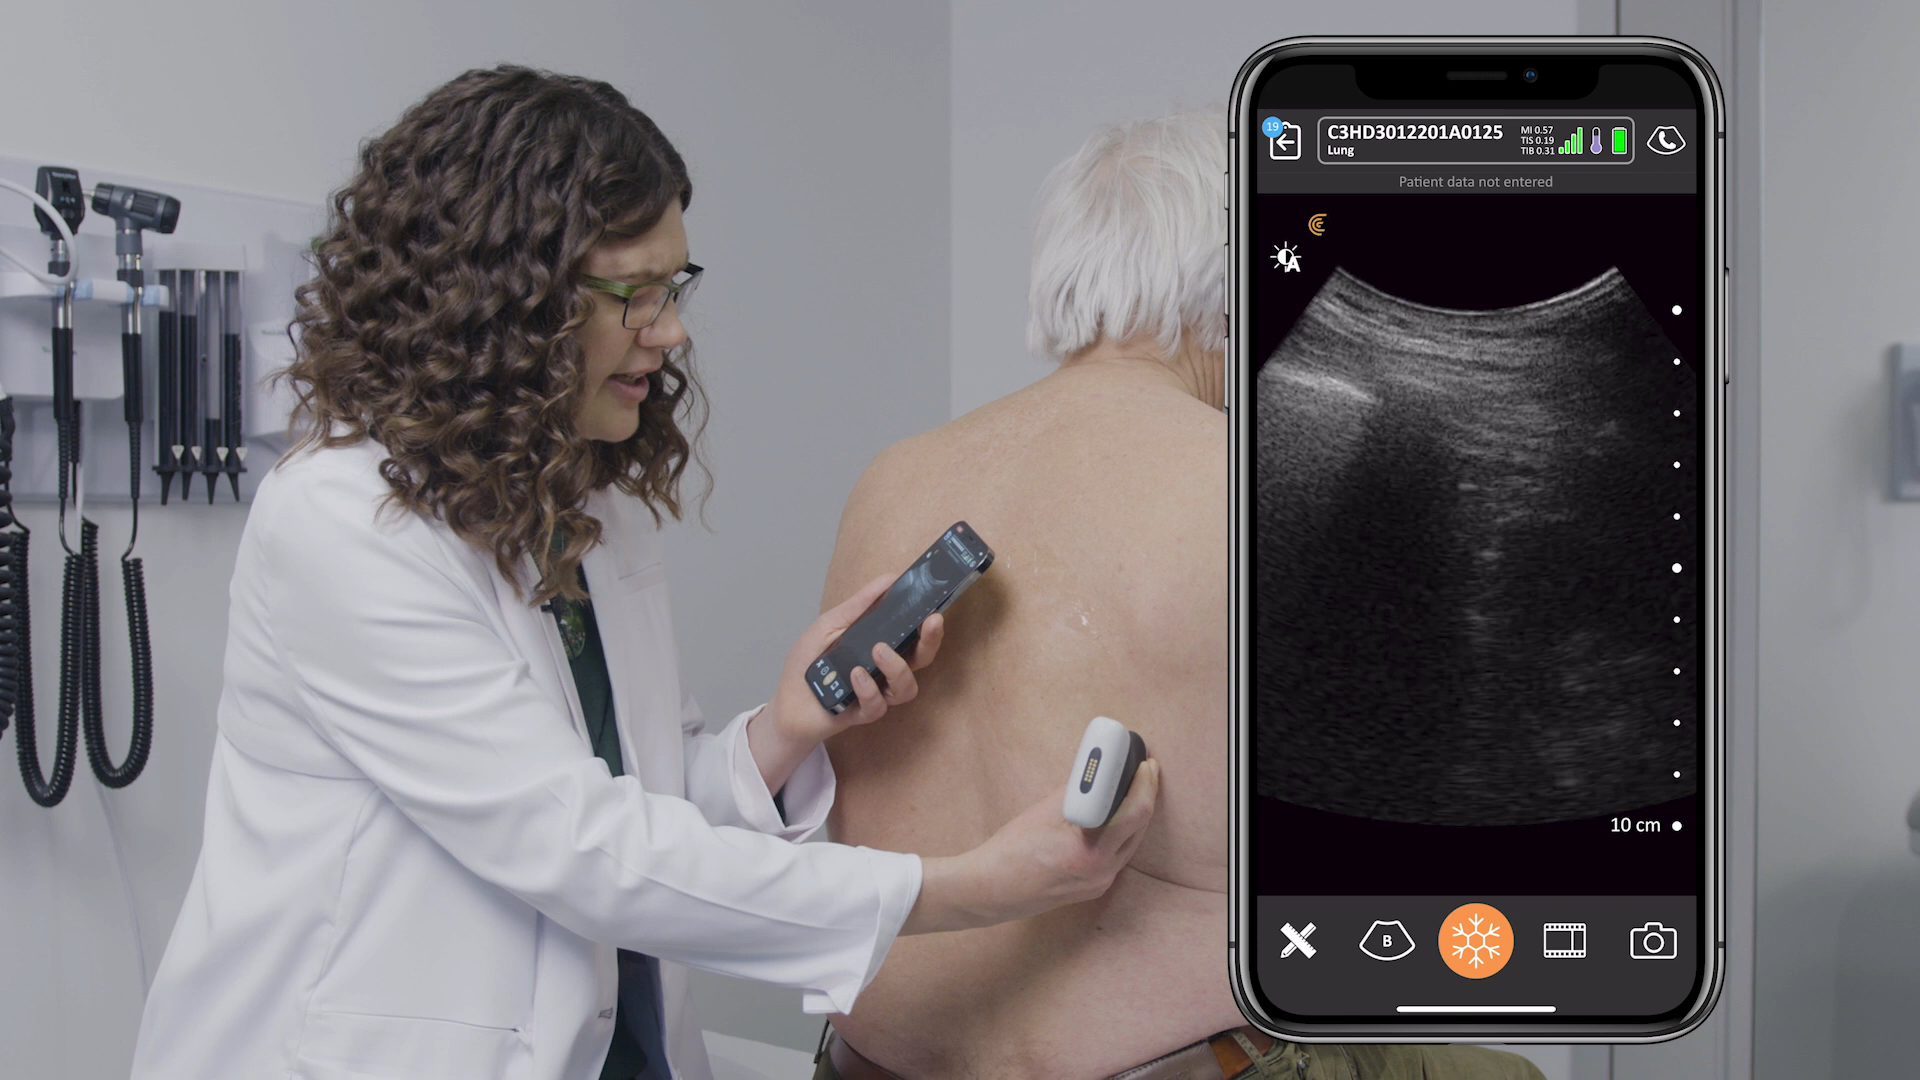 19
C3HD3012201A0125
Lung
MI 0.57
TIS 0.19
TIB 0.31
Patient data not entered
A
10 cm
B